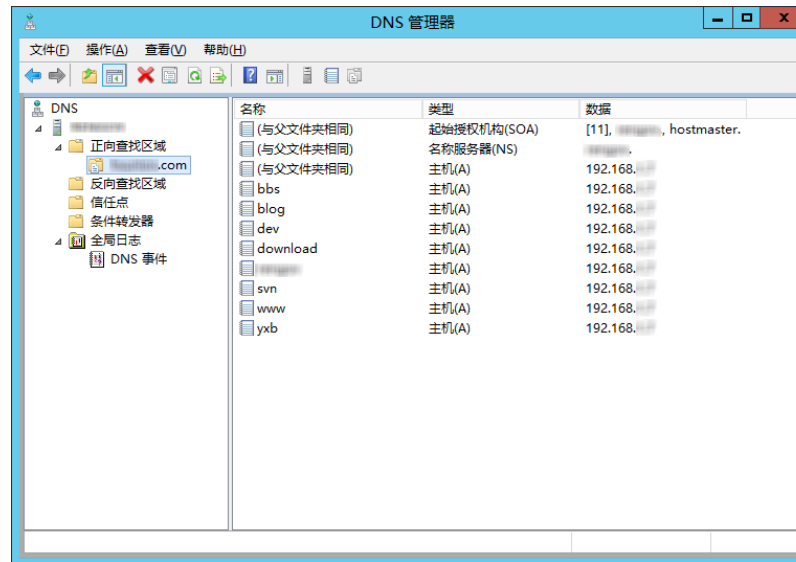 DNS 管理器
文件(F) 操作(A) 查看(V) 帮助(H)
DNS
正向查找区域
.com
反向查找区域
信任点
条件转发器
全局日志
DNS 事件
名称 类型 数据
(与父文件夹相同) 起始授权机构(SOA) [11], , hostmaster.
(与父文件夹相同) 名称服务器(NS) .
(与父文件夹相同) 主机(A) 192.168.
bbs 主机(A) 192.168.
blog 主机(A) 192.168.
dev 主机(A) 192.168.
download 主机(A) 192.168.
主机(A) 192.168.
svn 主机(A) 192.168.
www 主机(A) 192.168.
yxb 主机(A) 192.168.